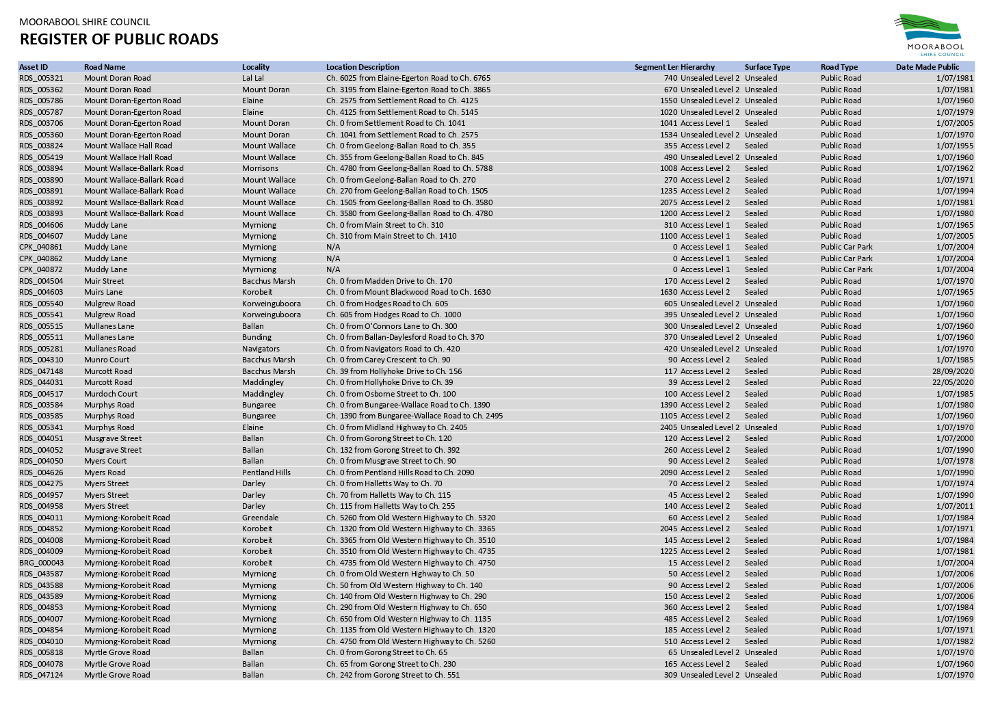 MOORABOOL SHIRE COUNCIL
REGISTER OF PUBLIC ROADS
MOORABOOL
SHIRE COUNCIL
Asset ID Road Name Locality Location Description Segment Len Hierarchy Surface Type Road Type Date Made Public
RDS_005321 Mount Doran Road Lal Lal Ch. 6025 from Elaine-Egerton Road to Ch. 6765 740 Unsealed Level 2 Unsealed Public Road 1/07/1981
RDS_005362 Mount Doran Road Mount Doran Ch. 3195 from Elaine-Egerton Road to Ch. 3865 670 Unsealed Level 2 Unsealed Public Road 1/07/1981
RDS_005786 Mount Doran-Egerton Road Elaine Ch. 2575 from Settlement Road to Ch. 4125 1550 Unsealed Level 2 Unsealed Public Road 1/07/1960
RDS_005787 Mount Doran-Egerton Road Elaine Ch. 4125 from Settlement Road to Ch. 5145 1020 Unsealed Level 2 Unsealed Public Road 1/07/1979
RDS_003706 Mount Doran-Egerton Road Mount Doran Ch. 0 from Settlement Road to Ch. 1041 1041 Access Level 1 Sealed Public Road 1/07/2005
RDS_005360 Mount Doran-Egerton Road Mount Doran Ch. 1041 from Settlement Road to Ch. 2575 1534 Unsealed Level 2 Unsealed Public Road 1/07/1970
RDS_003824 Mount Wallace Hall Road Mount Wallace Ch. 0 from Geelong-Ballan Road to Ch. 355 355 Access Level 2 Sealed Public Road 1/07/1955
RDS_005419 Mount Wallace Hall Road Mount Wallace Ch. 355 from Geelong-Ballan Road to Ch. 845 490 Unsealed Level 2 Unsealed Public Road 1/07/1960
RDS_003894 Mount Wallace-Ballark Road Morrisons Ch. 4780 from Geelong-Ballan Road to Ch. 5788 1008 Access Level 2 Sealed Public Road 1/07/1962
RDS_003890 Mount Wallace-Ballark Road Mount Wallace Ch. 0 from Geelong-Ballan Road to Ch. 270 270 Access Level 2 Sealed Public Road 1/07/1971
RDS_003891 Mount Wallace-Ballark Road Mount Wallace Ch. 270 from Geelong-Ballan Road to Ch. 1505 1235 Access Level 2 Sealed Public Road 1/07/1994
RDS_003892 Mount Wallace-Ballark Road Mount Wallace Ch. 1505 from Geelong-Ballan Road to Ch. 3580 2075 Access Level 2 Sealed Public Road 1/07/1981
RDS_003893 Mount Wallace-Ballark Road Mount Wallace Ch. 3580 from Geelong-Ballan Road to Ch. 4780 1200 Access Level 2 Sealed Public Road 1/07/1980
RDS_004606 Muddy Lane Myrniong Ch. 0 from Main Street to Ch. 310 310 Access Level 1 Sealed Public Road 1/07/1965
RDS_004607 Muddy Lane Myrniong Ch. 310 from Main Street to Ch. 1410 1100 Access Level 1 Sealed Public Road 1/07/2005
CPK_040861 Muddy Lane Myrniong N/A 0 Access Level 1 Sealed Public Car Park 1/07/2004
CPK_040862 Muddy Lane Myrniong N/A 0 Access Level 1 Sealed Public Car Park 1/07/2004
CPK_040872 Muddy Lane Myrniong N/A 0 Access Level 1 Sealed Public Car Park 1/07/2004
RDS_004504 Muir Street Bacchus Marsh Ch. 0 from Madden Drive to Ch. 170 170 Access Level 2 Sealed Public Road 1/07/1970
RDS_004603 Muirs Lane Korobeit Ch. 0 from Mount Blackwood Road to Ch. 1630 1630 Access Level 2 Sealed Public Road 1/07/1965
RDS_005540 Mulgrew Road Korweinguboora Ch. 0 from Hodges Road to Ch. 605 605 Unsealed Level 2 Unsealed Public Road 1/07/1960
RDS_005541 Mulgrew Road Korweinguboora Ch. 605 from Hodges Road to Ch. 1000 395 Unsealed Level 2 Unsealed Public Road 1/07/1960
RDS_005515 Mullanes Lane Ballan Ch. 0 from O'Connors Lane to Ch. 300 300 Unsealed Level 2 Unsealed Public Road 1/07/1960
RDS_005511 Mullanes Lane Bunding Ch. 0 from Ballan-Daylesford Road to Ch. 370 370 Unsealed Level 2 Unsealed Public Road 1/07/1960
RDS_005281 Mullanes Road Navigators Ch. 0 from Navigators Road to Ch. 420 420 Unsealed Level 2 Unsealed Public Road 1/07/1970
RDS_004310 Munro Court Bacchus Marsh Ch. 0 from Carey Crescent to Ch. 90 90 Access Level 2 Sealed Public Road 1/07/1985
RDS_047148 Murcott Road Bacchus Marsh Ch. 39 from Hollyhoke Drive to Ch. 156 117 Access Level 2 Sealed Public Road 28/09/2020
RDS_044031 Murcott Road Maddingley Ch. 0 from Hollyhoke Drive to Ch. 39 39 Access Level 2 Sealed Public Road 22/05/2020
RDS_004517 Murdoch Court Maddingley Ch. 0 from Osborne Street to Ch. 100 100 Access Level 2 Sealed Public Road 1/07/1985
RDS_003584 Murphys Road Bungaree Ch. 0 from Bungaree-Wallace Road to Ch. 1390 1390 Access Level 2 Sealed Public Road 1/07/1980
RDS_003585 Murphys Road Bungaree Ch. 1390 from Bungaree-Wallace Road to Ch. 2495 1105 Access Level 2 Sealed Public Road 1/07/1960
RDS_005341 Murphys Road Elaine Ch. 0 from Midland Highway to Ch. 2405 2405 Unsealed Level 2 Unsealed Public Road 1/07/1970
RDS_004051 Musgrave Street Ballan Ch. 0 from Gorong Street to Ch. 120 120 Access Level 2 Sealed Public Road 1/07/2000
RDS_004052 Musgrave Street Ballan Ch. 132 from Gorong Street to Ch. 392 260 Access Level 2 Sealed Public Road 1/07/1990
RDS_004050 Myers Court Ballan Ch. 0 from Musgrave Street to Ch. 90 90 Access Level 2 Sealed Public Road 1/07/1978
RDS_004626 Myers Road Pentland Hills Ch. 0 from Pentland Hills Road to Ch. 2090 2090 Access Level 2 Sealed Public Road 1/07/1990
RDS_004275 Myers Street Darley Ch. 0 from Halletts Way to Ch. 70 70 Access Level 2 Sealed Public Road 1/07/1974
RDS_004957 Myers Street Darley Ch. 70 from Halletts Way to Ch. 115 45 Access Level 2 Sealed Public Road 1/07/1990
RDS_004958 Myers Street Darley Ch. 115 from Halletts Way to Ch. 255 140 Access Level 2 Sealed Public Road 1/07/2011
RDS_004011 Myrniong-Korobeit Road Greendale Ch. 5260 from Old Western Highway to Ch. 5320 60 Access Level 2 Sealed Public Road 1/07/1984
RDS_004852 Myrniong-Korobeit Road Korobeit Ch. 1320 from Old Western Highway to Ch. 3365 2045 Access Level 2 Sealed Public Road 1/07/1971
RDS_004008 Myrniong-Korobeit Road Korobeit Ch. 3365 from Old Western Highway to Ch. 3510 145 Access Level 2 Sealed Public Road 1/07/1984
RDS_004009 Myrniong-Korobeit Road Korobeit Ch. 3510 from Old Western Highway to Ch. 4735 1225 Access Level 2 Sealed Public Road 1/07/1981
BRG_000043 Myrniong-Korobeit Road Korobeit Ch. 4735 from Old Western Highway to Ch. 4750 15 Access Level 2 Sealed Public Road 1/07/2004
RDS_043587 Myrniong-Korobeit Road Myrniong Ch. 0 from Old Western Highway to Ch. 50 50 Access Level 2 Sealed Public Road 1/07/2006
RDS_043588 Myrniong-Korobeit Road Myrniong Ch. 50 from Old Western Highway to Ch. 140 90 Access Level 2 Sealed Public Road 1/07/2006
RDS_043589 Myrniong-Korobeit Road Myrniong Ch. 140 from Old Western Highway to Ch. 290 150 Access Level 2 Sealed Public Road 1/07/2006
RDS_004853 Myrniong-Korobeit Road Myrniong Ch. 290 from Old Western Highway to Ch. 650 360 Access Level 2 Sealed Public Road 1/07/1984
RDS_004007 Myrniong-Korobeit Road Myrniong Ch. 650 from Old Western Highway to Ch. 1135 485 Access Level 2 Sealed Public Road 1/07/1969
RDS_004854 Myrniong-Korobeit Road Myrniong Ch. 1135 from Old Western Highway to Ch. 1320 185 Access Level 2 Sealed Public Road 1/07/1971
RDS_004010 Myrniong-Korobeit Road Myrniong Ch. 4750 from Old Western Highway to Ch. 5260 510 Access Level 2 Sealed Public Road 1/07/1982
RDS_005818 Myrtle Grove Road Ballan Ch. 0 from Gorong Street to Ch. 65 65 Unsealed Level 2 Unsealed Public Road 1/07/1970
RDS_004078 Myrtle Grove Road Ballan Ch. 65 from Gorong Street to Ch. 230 165 Access Level 2 Sealed Public Road 1/07/1960
RDS_047124 Myrtle Grove Road Ballan Ch. 242 from Gorong Street to Ch. 551 309 Unsealed Level 2 Unsealed Public Road 1/07/1970